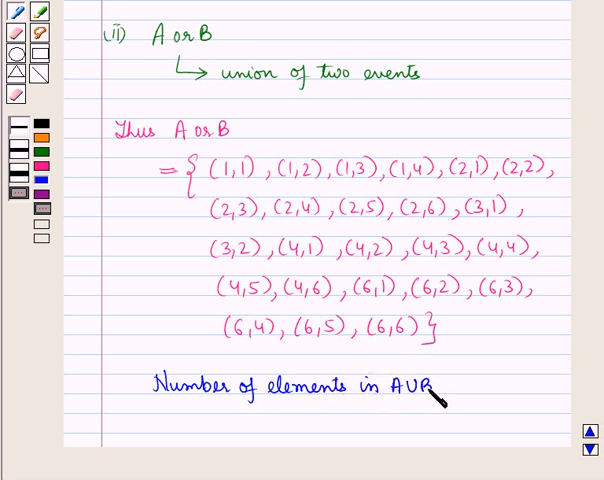 (ii) A or B
↳ union of two events
Thus A or B
= { (1,1) , (1,2) , (1,3) , (1,4) , (2,1) , (2,2) ,
(2,3) , (2,4) , (2,5) , (2,6) , (3,1) ,
(3,2) , (4,1) , (4,2) , (4,3) , (4,4) ,
(4,5) , (4,6) , (6,1) , (6,2) , (6,3) ,
(6,4) , (6,5) , (6,6) }
Number of elements in A∪B